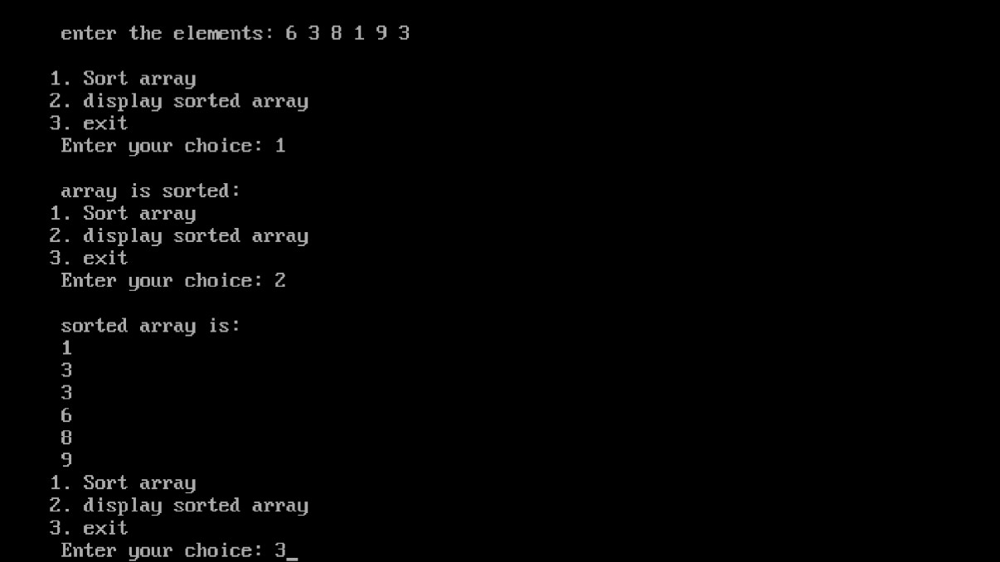 enter the elements: 6 3 8 1 9 3
1. Sort array
2. display sorted array
3. exit
Enter your choice: 1
array is sorted:
1. Sort array
2. display sorted array
3. exit
Enter your choice: 2
sorted array is:
1
3
3
6
8
9
1. Sort array
2. display sorted array
3. exit
Enter your choice: 3_